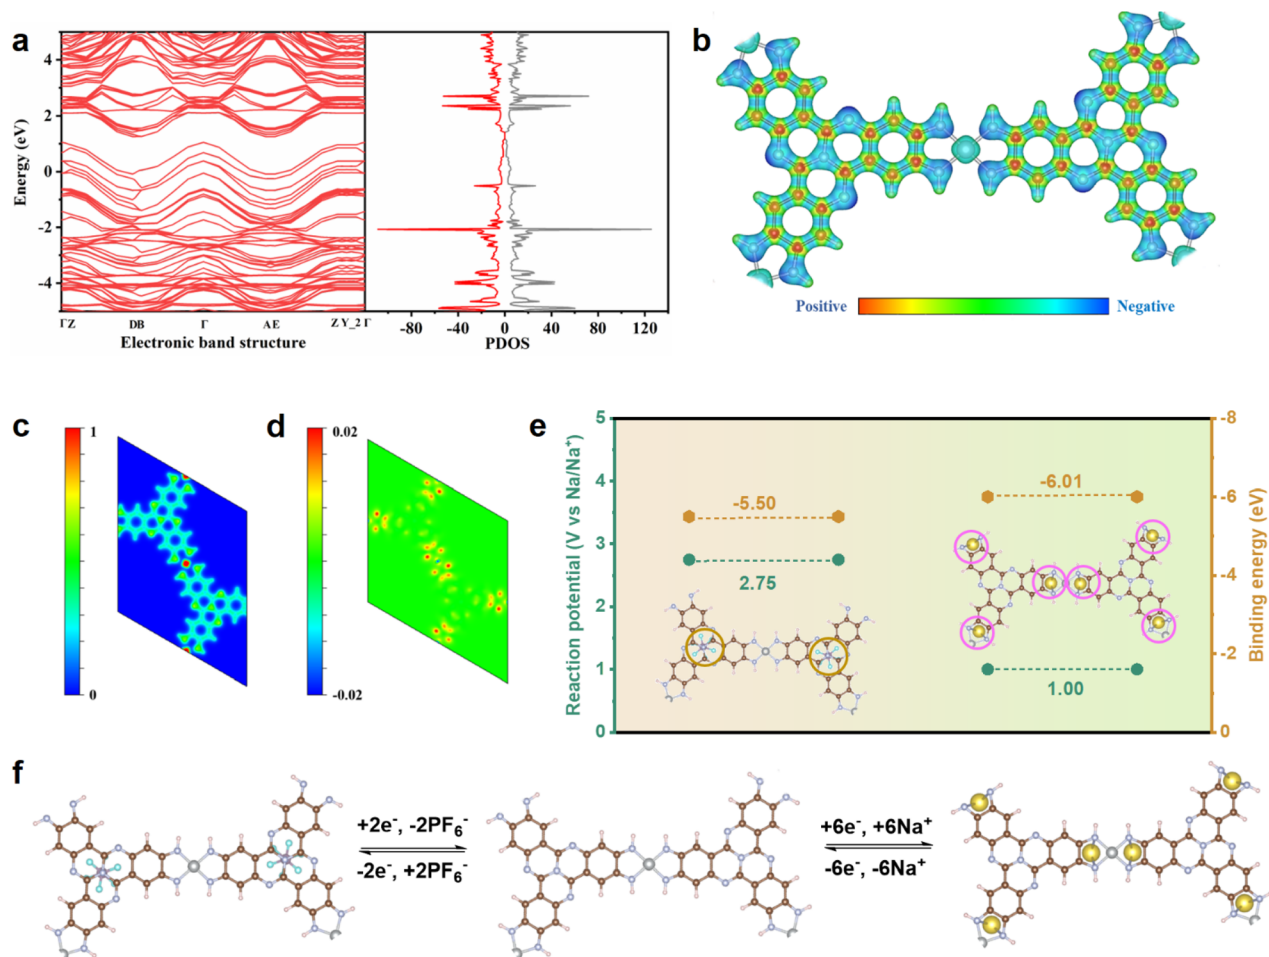 a
Energy (eV)
4
2
0
-2
-4
Γ Z
D B
Γ
A E
Z Y_2 Γ
Electronic band structure
-80
-40
0
40
80
120
PDOS
b
Positive
Negative
c
1
0
d
0.02
-0.02
e
Reaction potential (V vs Na/Na⁺)
5
4
3
2
1
0
-5.50
2.75
-6.01
1.00
-8
-6
-4
-2
0
Binding energy (eV)
f
+2e⁻, -2PF₆⁻
-2e⁻, +2PF₆⁻
+6e⁻, +6Na⁺
-6e⁻, -6Na⁺